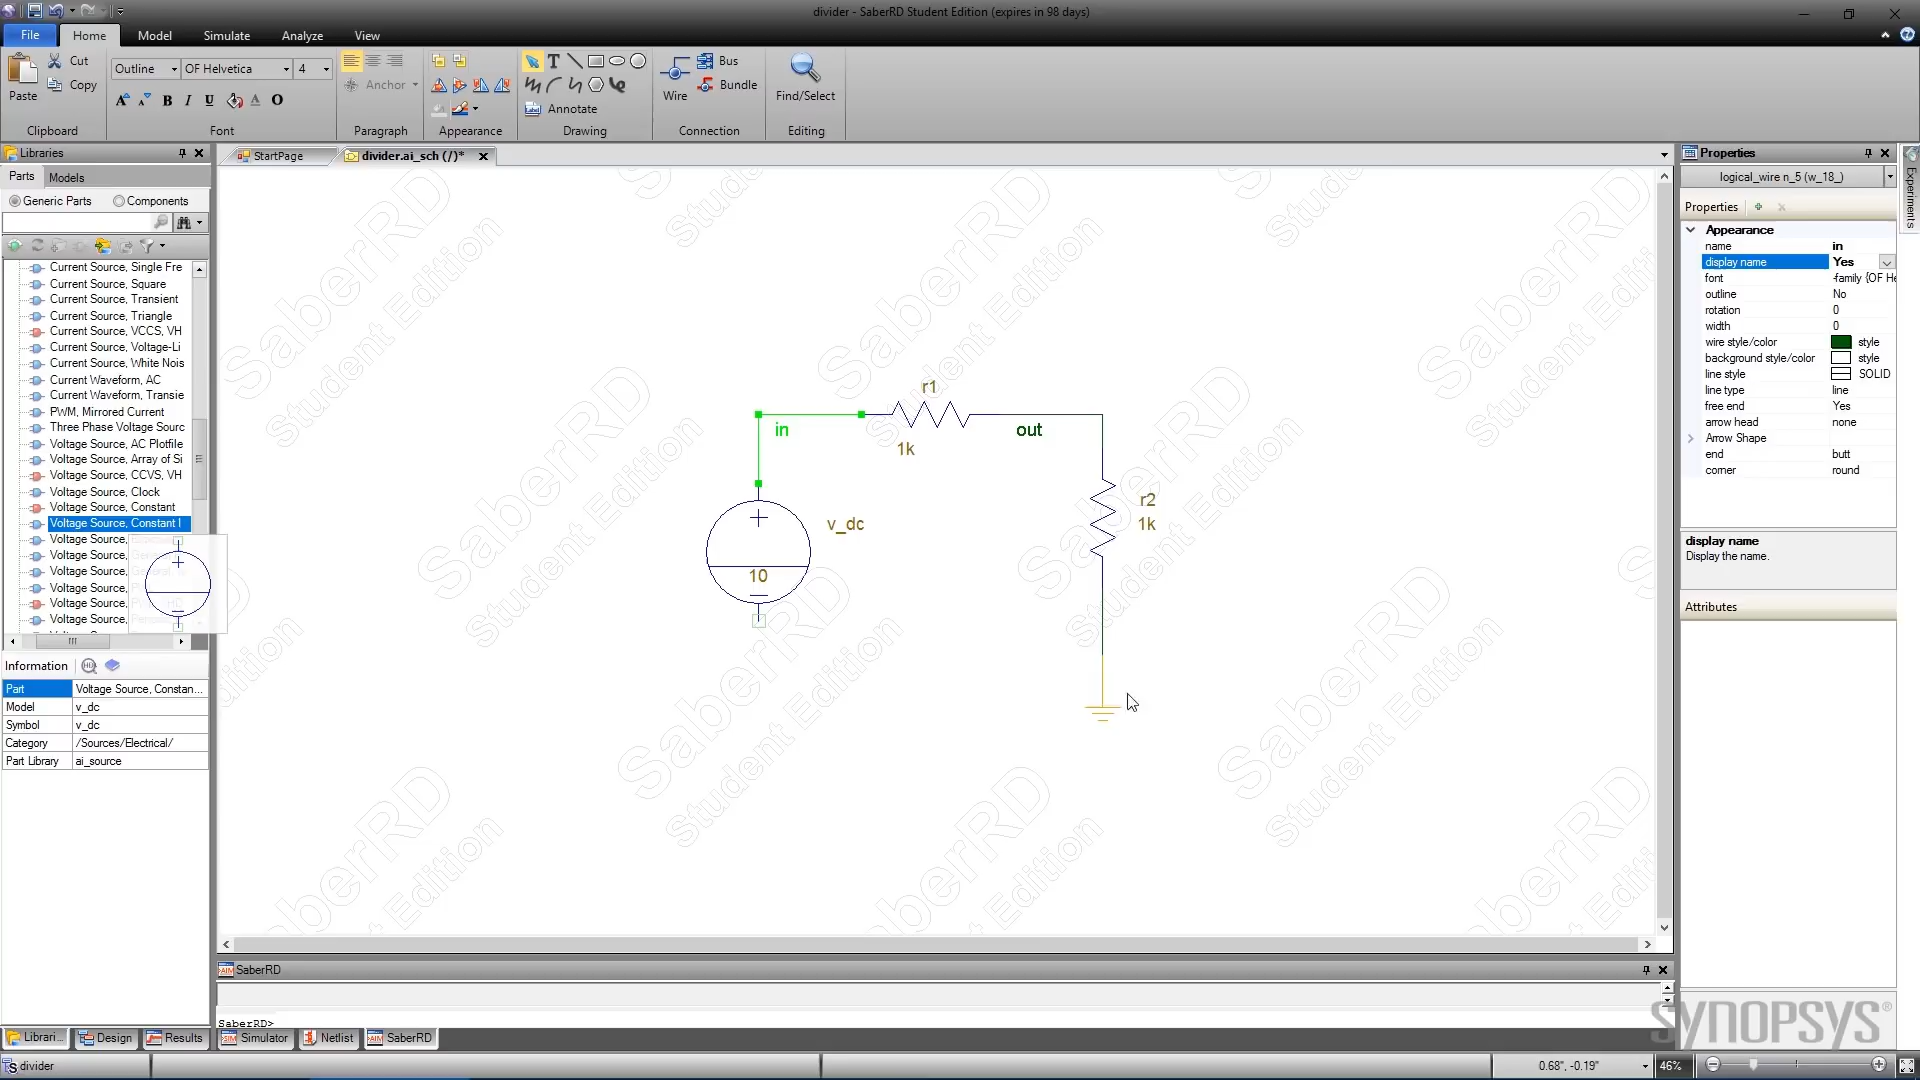 divider - SaberRD Student Edition (expires in 98 days)
File Home Model Simulate Analyze View
Paste Cut Copy Clipboard
Outline OF Helvetica 4
B I U A O
Font
Anchor Paragraph
Appearance
T Annotate Drawing
Wire Bus Bundle Connection
Find/Select Editing
Libraries
Parts Models
Generic Parts Components
Current Source, Single Fre
Current Source, Square
Current Source, Transient
Current Source, Triangle
Current Source, VCCS, VH
Current Source, Voltage-Li
Current Source, White Nois
Current Waveform, AC
Current Waveform, Transie
PWM, Mirrored Current
Three Phase Voltage Sourc
Voltage Source, AC Plotfile
Voltage Source, Array of Si
Voltage Source, CCVS, VH
Voltage Source, Clock
Voltage Source, Constant
Voltage Source, Constant I
Voltage Source,
Voltage Source,
Voltage Source,
Voltage Source,
Voltage Source,
Voltage Source,
Information
Part Voltage Source, Constan...
Model v_dc
Symbol v_dc
Category /Sources/Electrical/
Part Library ai_source
Librari... Design Results
StartPage divider.ai_sch (/)*
r1
in
out
1k
r2
1k
v_dc
10
SaberRD
Student Edition
SaberRD
SaberRD>
Simulator Netlist SaberRD
Properties
logical_wire n_5 (w_18_)
Properties
Appearance
name in
display name Yes
font -family {OF He
outline No
rotation 0
width 0
wire style/color style
background style/color style
line style SOLID
line type line
free end Yes
arrow head none
Arrow Shape
end butt
corner round
display name
Display the name.
Attributes
Experiments
SYNOPSYS®
divider
0.68", -0.19" 46%